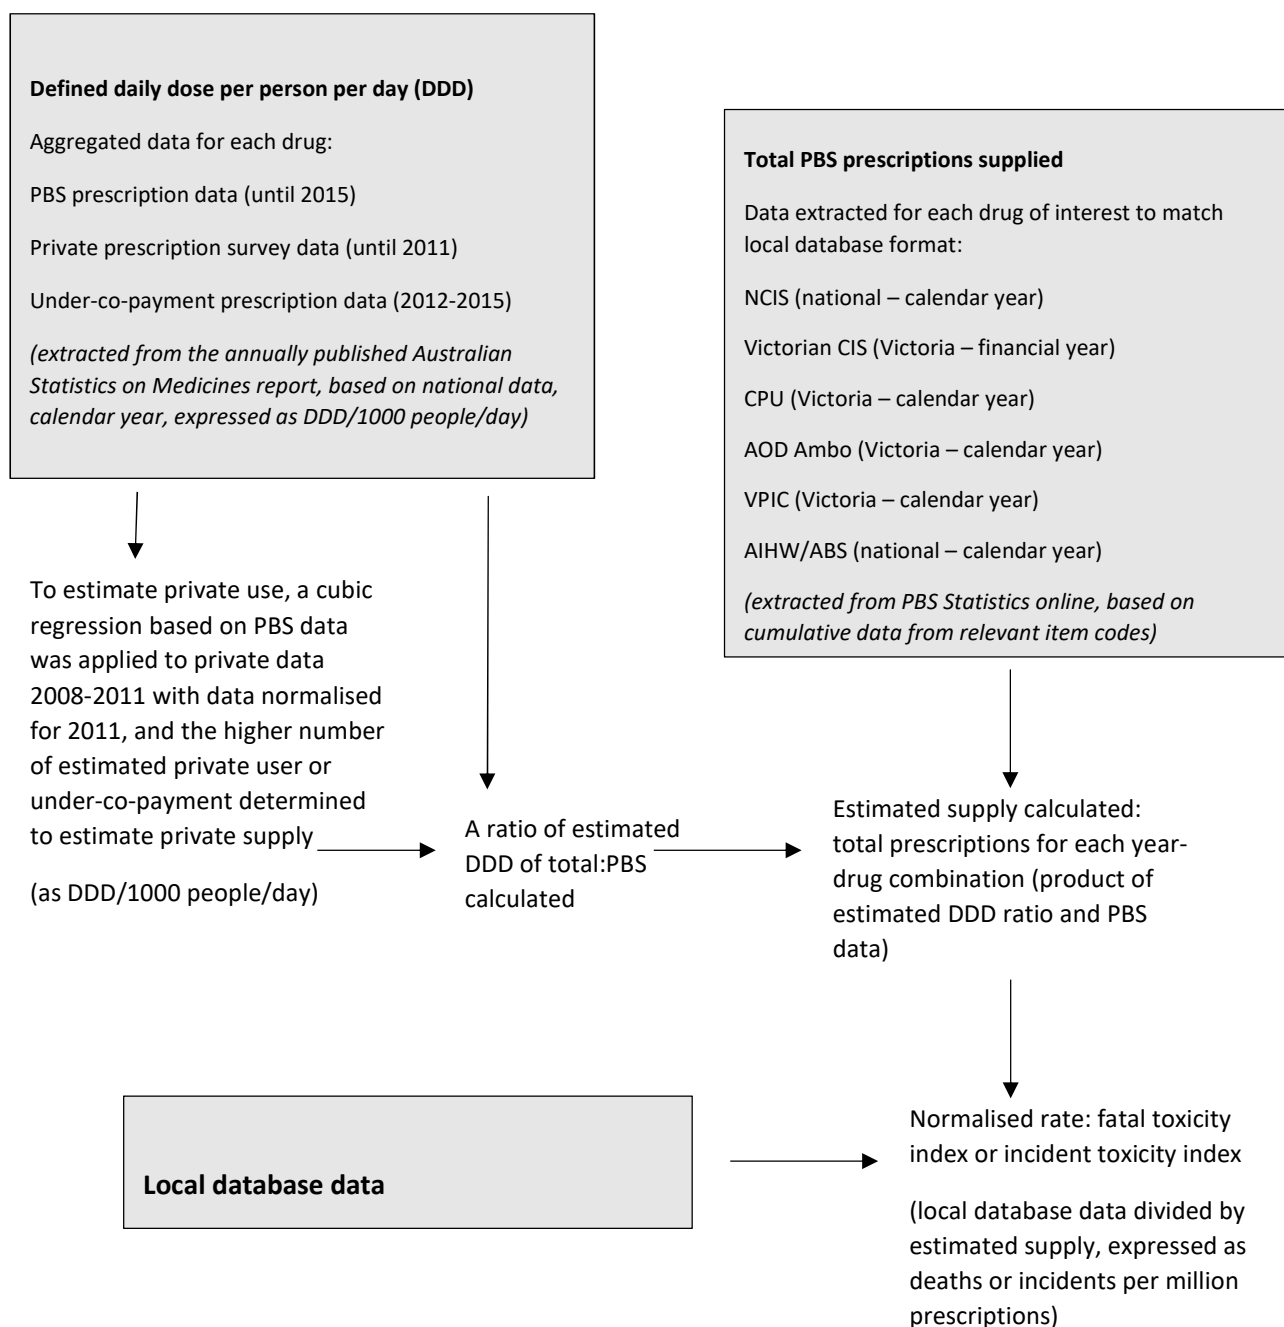 Defined daily dose per person per day (DDD)
Aggregated data for each drug:
PBS prescription data (until 2015)
Private prescription survey data (until 2011)
Under-co-payment prescription data (2012-2015)
(extracted from the annually published Australian
Statistics on Medicines report, based on national data,
calendar year, expressed as DDD/1000 people/day)
Total PBS prescriptions supplied
Data extracted for each drug of interest to match
local database format:
NCIS (national – calendar year)
Victorian CIS (Victoria – financial year)
CPU (Victoria – calendar year)
AOD Ambo (Victoria – calendar year)
VPIC (Victoria – calendar year)
AIHW/ABS (national – calendar year)
(extracted from PBS Statistics online, based on
cumulative data from relevant item codes)
To estimate private use, a cubic
regression based on PBS data
was applied to private data
2008-2011 with data normalised
for 2011, and the higher number
of estimated private user or
under-co-payment determined
to estimate private supply
(as DDD/1000 people/day)
A ratio of estimated
DDD of total:PBS
calculated
Estimated supply calculated:
total prescriptions for each year-
drug combination (product of
estimated DDD ratio and PBS
data)
Local database data
Normalised rate: fatal toxicity
index or incident toxicity index
(local database data divided by
estimated supply, expressed as
deaths or incidents per million
prescriptions)